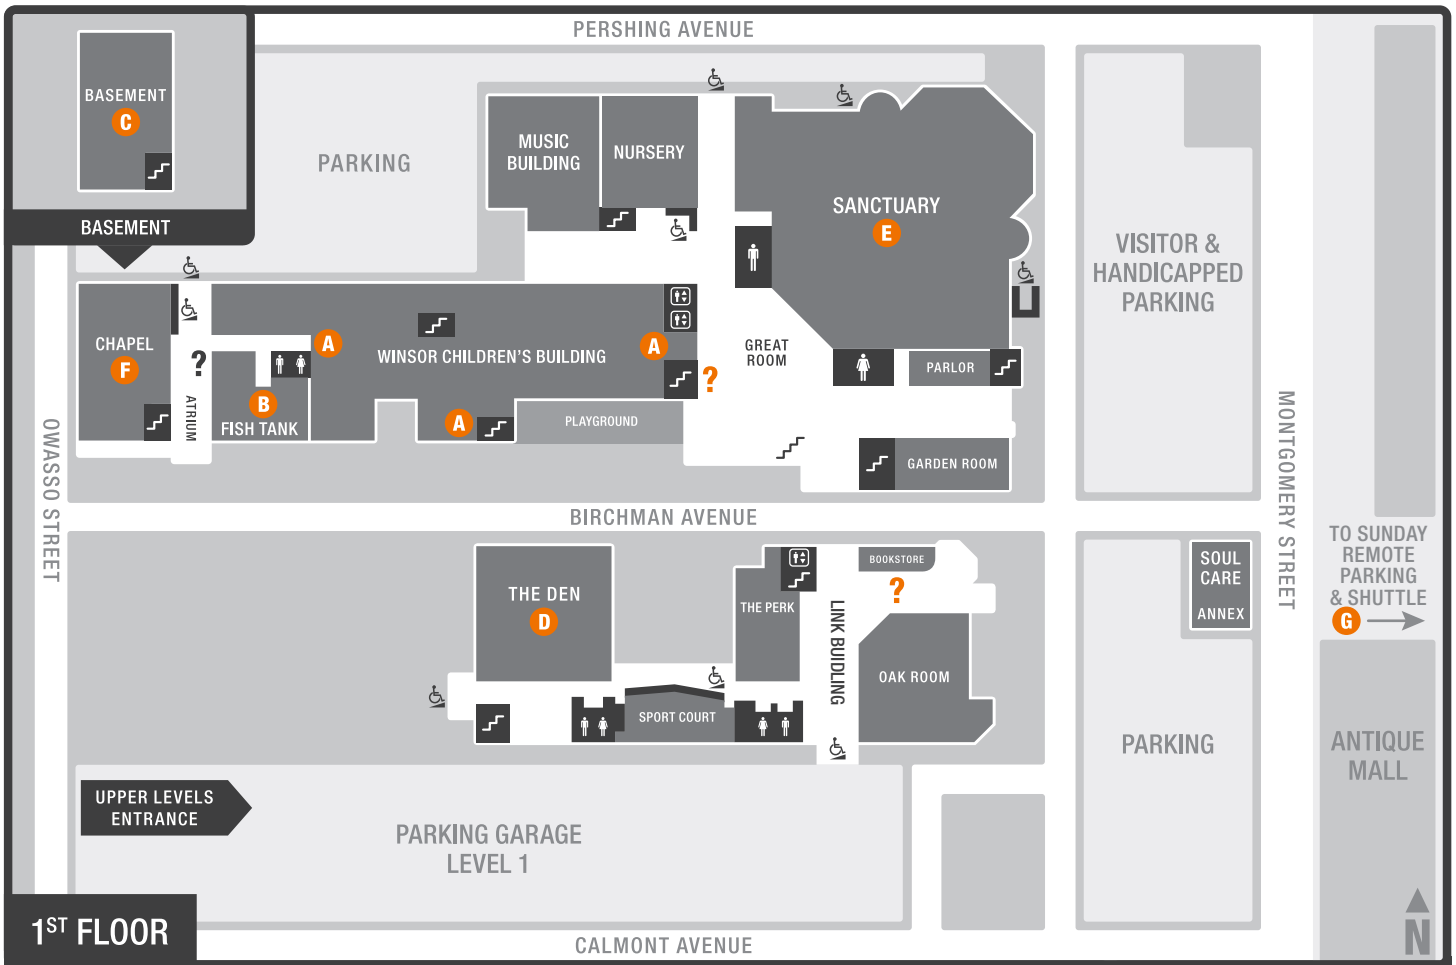 PERSHING AVENUE
BASEMENT
C
BASEMENT
PARKING
MUSIC
BUILDING
NURSERY
SANCTUARY
E
VISITOR &
HANDICAPPED
PARKING
CHAPEL
F
?
ATRIUM
A
B
FISH TANK
WINSOR CHILDREN'S BUILDING
A
A
PLAYGROUND
?
GREAT
ROOM
PARLOR
GARDEN ROOM
OWASSO STREET
MONTGOMERY STREET
BIRCHMAN AVENUE
TO SUNDAY
REMOTE
PARKING
& SHUTTLE
G
THE DEN
D
THE PERK
LINK BUIDLING
BOOKSTORE
?
OAK ROOM
SPORT COURT
SOUL
CARE
ANNEX
PARKING
ANTIQUE
MALL
UPPER LEVELS
ENTRANCE
PARKING GARAGE
LEVEL 1
1ST FLOOR
CALMONT AVENUE
N